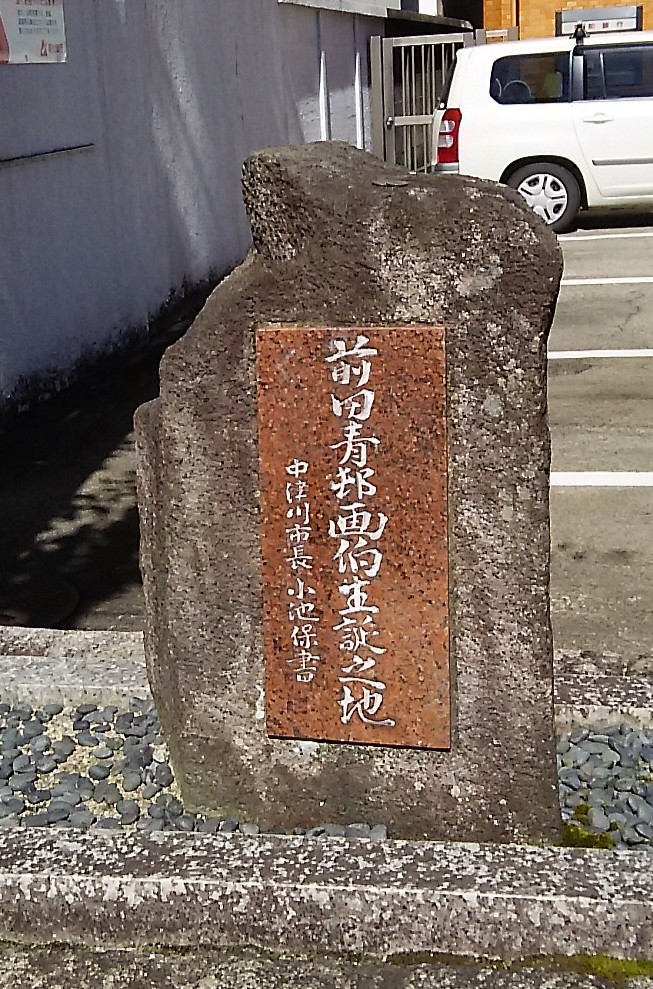 前田青邨画伯生誕之地
中津川市長 小池保書